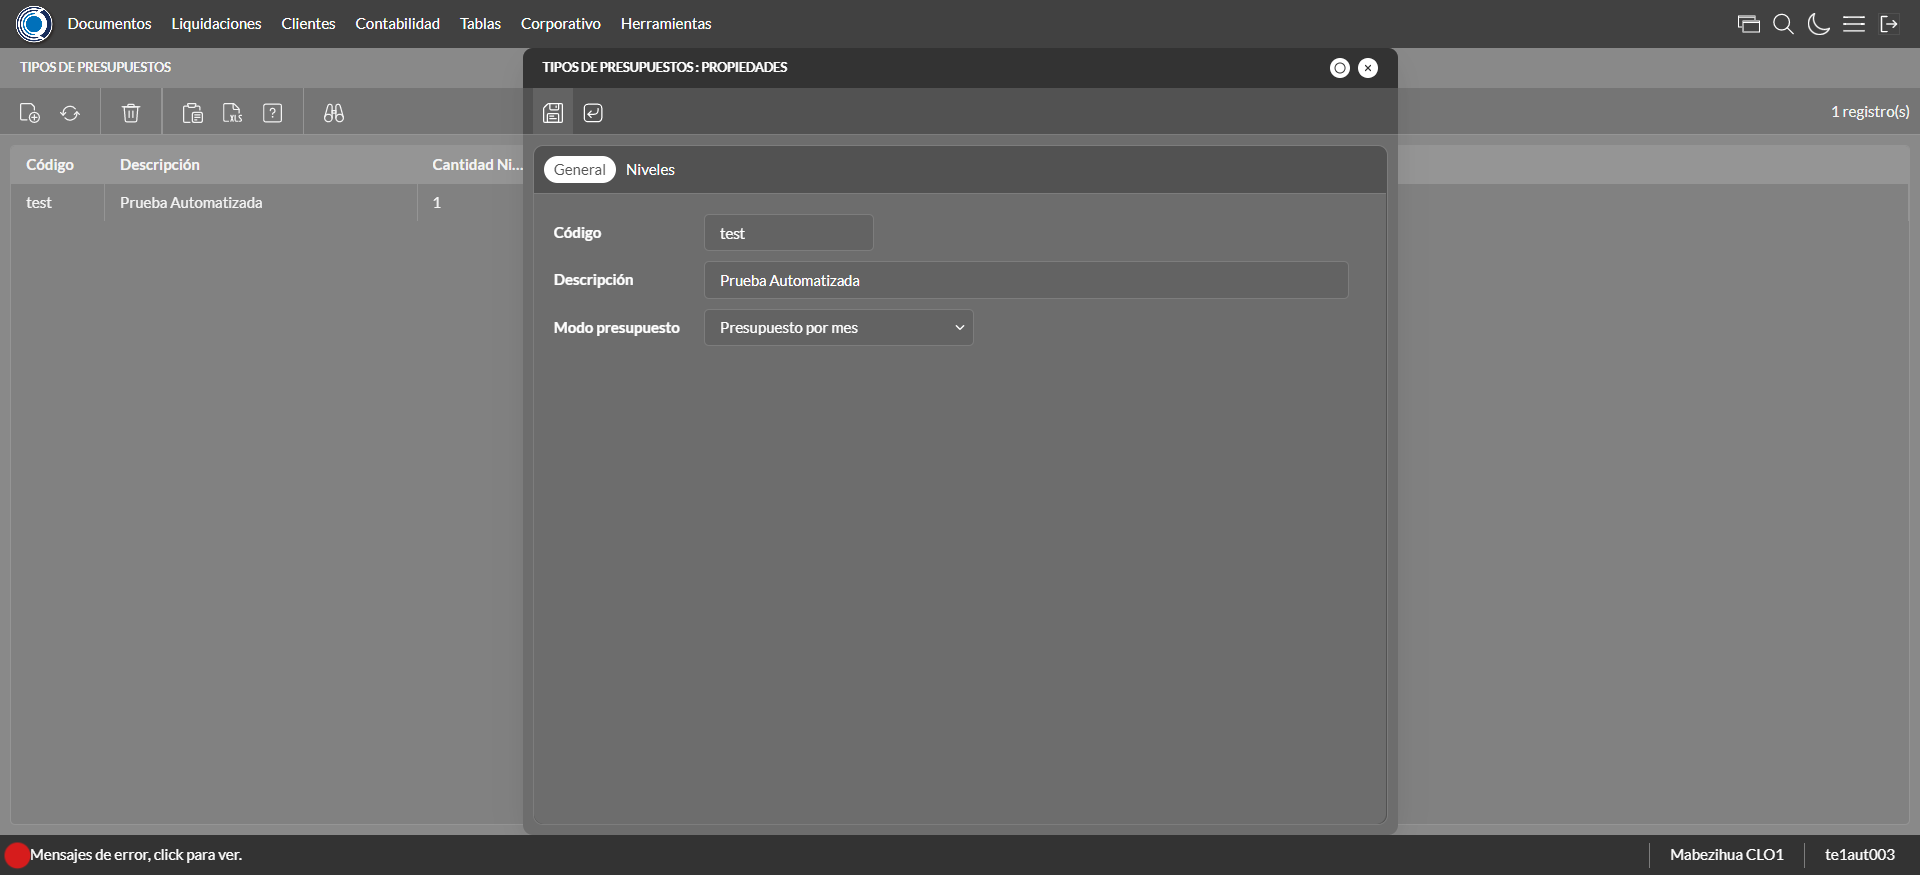 Documentos Liquidaciones Clientes Contabilidad Tablas Corporativo Herramientas
TIPOS DE PRESUPUESTOS
TIPOS DE PRESUPUESTOS : PROPIEDADES
XLS
?
1 registro(s)
Código Descripción Cantidad Ni...
test Prueba Automatizada 1
General Niveles
Código test
Descripción Prueba Automatizada
Modo presupuesto Presupuesto por mes
Mensajes de error, click para ver.
Mabezihua CLO1 te1aut003